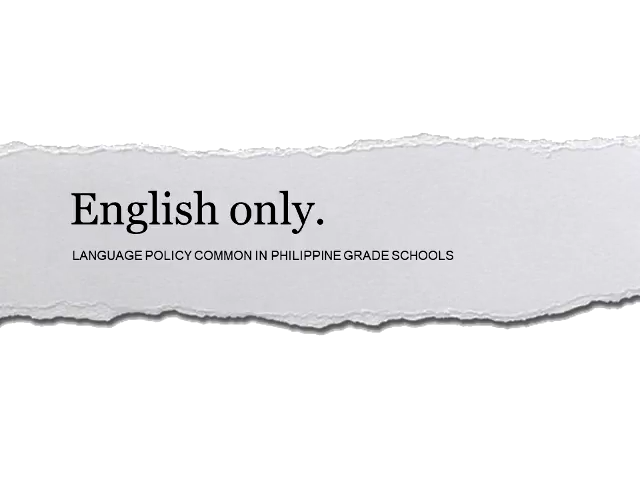 English only.
LANGUAGE POLICY COMMON IN PHILIPPINE GRADE SCHOOLS